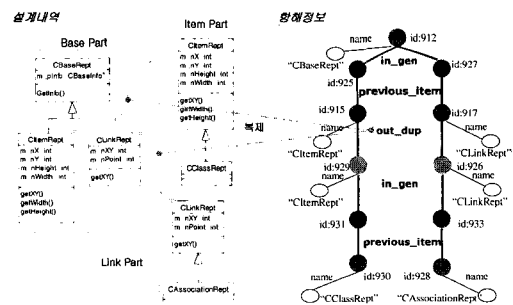 설계내역
Item Part
항해정보
Base Part
CItemRept
m_nX int
m_nY int
m_nHeight int
m_nWidth int
getXY()
getWidth()
getHeight()
CBaseRept
m_pInfo CBaseInfo*
GetInfo()
복제
CItemRept
m_nX int
m_nY int
m_nHeight int
m_nWidth int
getXY()
getWidth()
getHeight()
CLinkRept
m_nXY int
m_nPoint int
getXY()
CClassRept
CLinkRept
m_nXY int
m_nPoint int
getXY()
Link Part
CAssociationRept
name
id:912
"CBaseRept"
in_gen
id:925
id:927
previous_item
id:915
id:917
name
out_dup
name
"CItemRept"
"CLinkRept"
id:929
id:926
name
in_gen
name
"CItemRept"
"CLinkRept"
id:931
id:933
previous_item
name
id:930
id:928
name
"CClassRept"
"CAssociationRept"